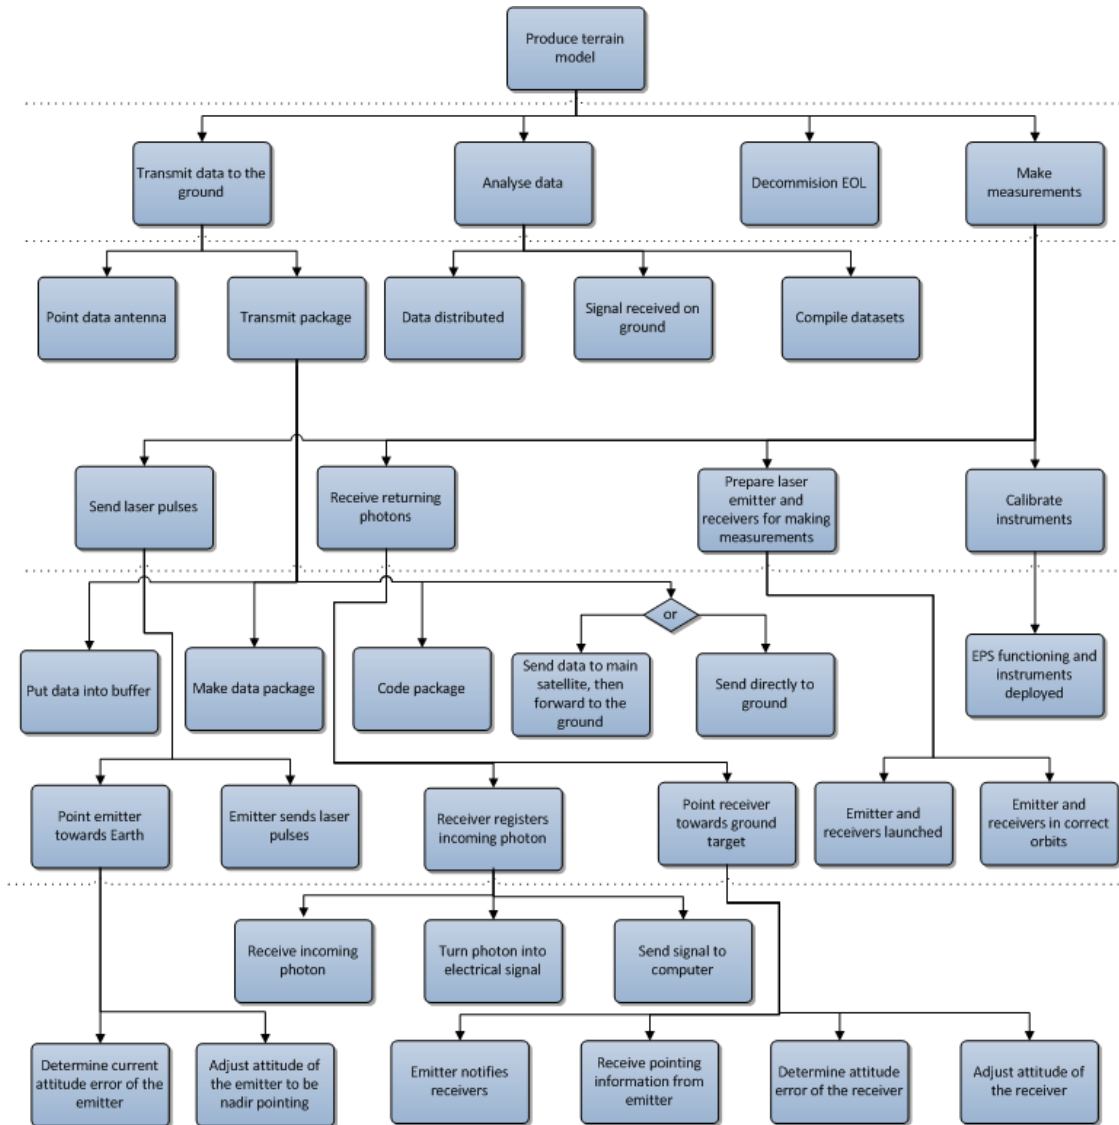 Produce terrain
model
Transmit data to the
ground
Analyse data
Decommision EOL
Make
measurements
Point data antenna
Transmit package
Data distributed
Signal received on
ground
Compile datasets
Send laser pulses
Receive returning
photons
Prepare laser
emitter and
receivers for making
measurements
Calibrate
instruments
or
Put data into buffer
Make data package
Code package
Send data to main
satellite, then
forward to the
ground
Send directly to
ground
EPS functioning and
instruments
deployed
Point emitter
towards Earth
Emitter sends laser
pulses
Receiver registers
incoming photon
Point receiver
towards ground
target
Emitter and
receivers launched
Emitter and
receivers in correct
orbits
Receive incoming
photon
Turn photon into
electrical signal
Send signal to
computer
Determine current
attitude error of the
emitter
Adjust attitude of
the emitter to be
nadir pointing
Emitter notifies
receivers
Receive pointing
information from
emitter
Determine attitude
error of the receiver
Adjust attitude of
the receiver